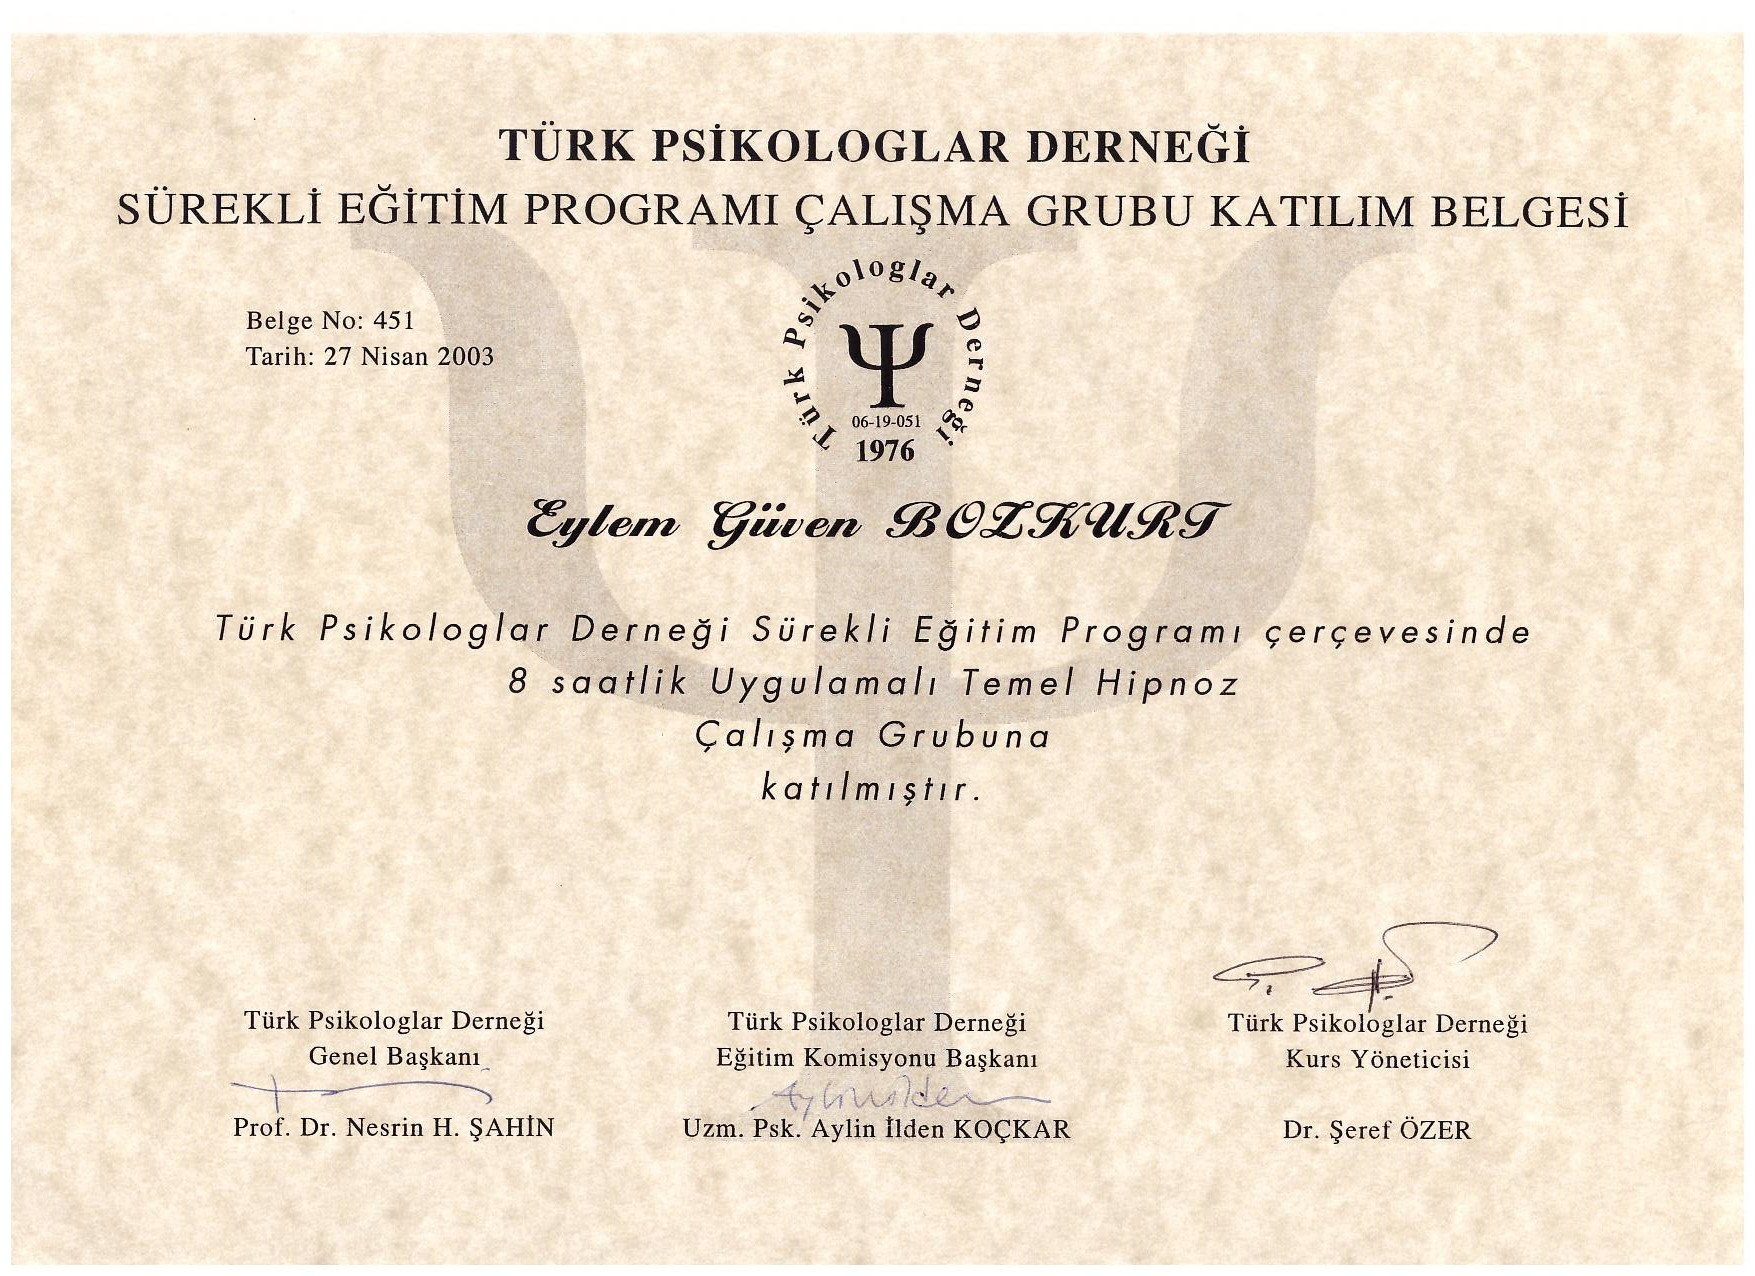 TÜRK PSİKOLOGLAR DERNEĞİ
SÜREKLİ EĞİTİM PROGRAMI ÇALIŞMA GRUBU KATILIM BELGESİ
Belge No: 451
Tarih: 27 Nisan 2003
Türk Psikologlar Derneği
Ψ
06-19-051
1976
Eylem Güven BOZKURT
Türk Psikologlar Derneği Sürekli Eğitim Programı çerçevesinde
8 saatlik Uygulamalı Temel Hipnoz
Çalışma Grubuna
katılmıştır.
Türk Psikologlar Derneği
Genel Başkanı
Prof. Dr. Nesrin H. ŞAHİN
Türk Psikologlar Derneği
Eğitim Komisyonu Başkanı
Uzm. Psk. Aylin İlden KOÇKAR
Türk Psikologlar Derneği
Kurs Yöneticisi
Dr. Şeref ÖZER